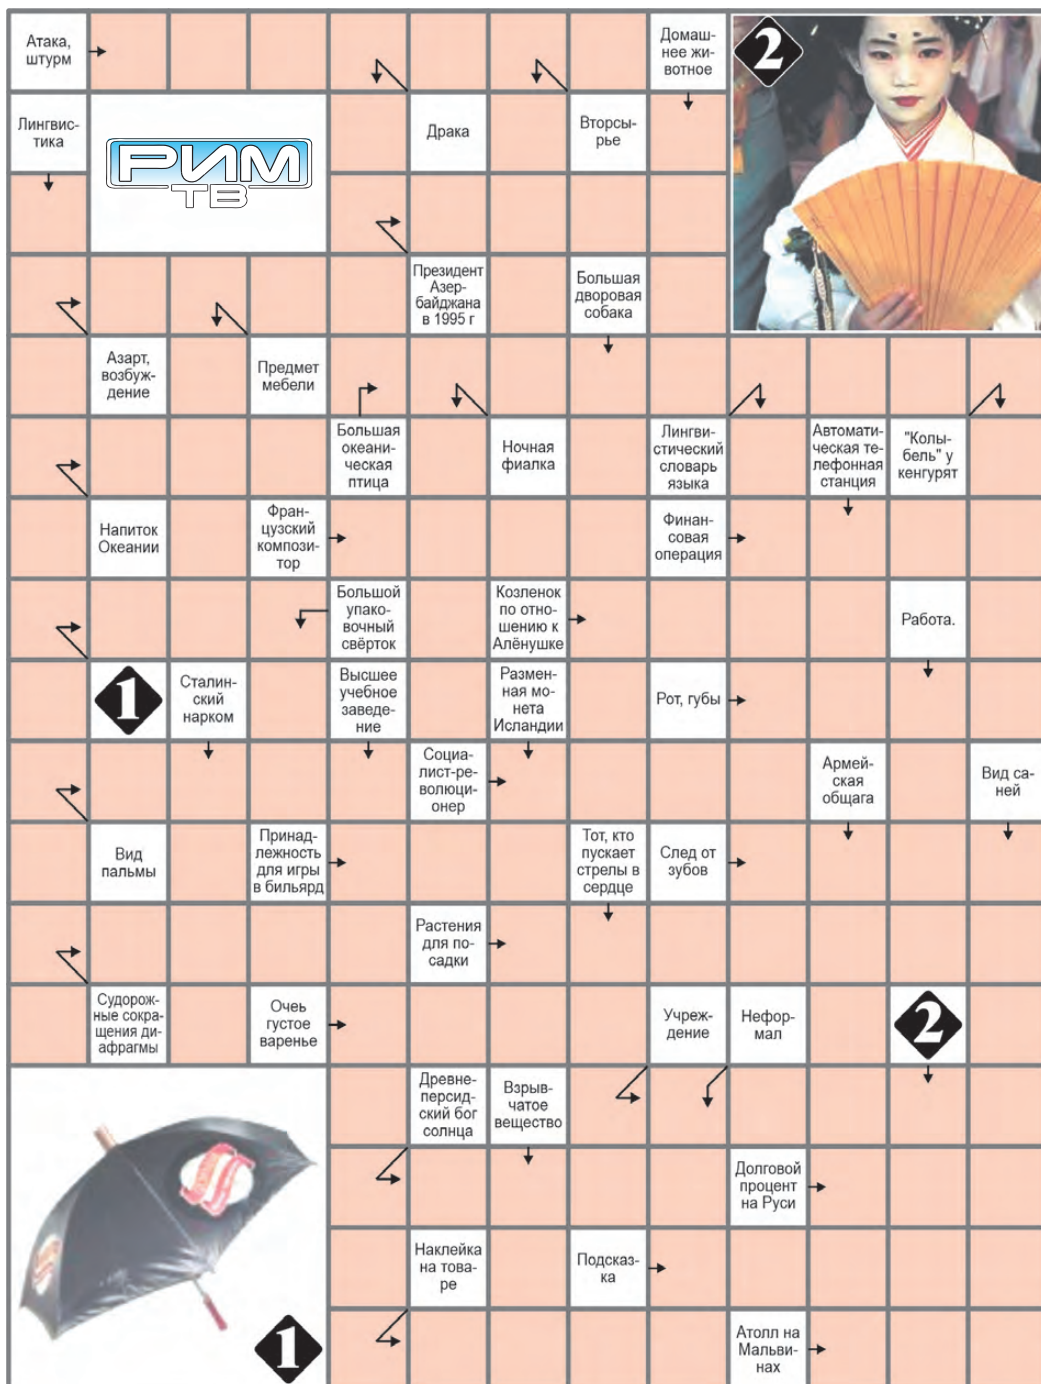 Атака,
штурм
Домаш-
нее жи-
вотное
2
Лингвис-
тика
РИМ
ТВ
Драка
Вторсы-
рье
Президент
Азер-
байджана
в 1995 г
Большая
дворовая
собака
Азарт,
возбуж-
дение
Предмет
мебели
Большая
океани-
ческая
птица
Ночная
фиалка
Лингви-
стический
словарь
языка
Автомати-
ческая те-
лефонная
станция
"Колы-
бель" у
кенгурят
Напиток
Океании
Фран-
цузский
компози-
тор
Финан-
совая
операция
Большой
упако-
вочный
свёрток
Козленок
по отно-
шению к
Алёнушке
Работа.
1
Сталин-
ский
нарком
Высшее
учебное
заведе-
ние
Размен-
ная мо-
нета
Исландии
Рот, губы
Социа-
лист-ре-
волюци-
онер
Армей-
ская
общага
Вид са-
ней
Вид
пальмы
Принад-
лежность
для игры
в бильярд
Тот, кто
пускает
стрелы в
сердце
След от
зубов
Растения
для по-
садки
Судорож-
ные сокра-
щения ди-
афрагмы
Очеь
густое
варенье
Учреж-
дение
Нефор-
мал
2
Древне-
персид-
ский бог
солнца
Взрыв-
чатое
вещество
Долговой
процент
на Руси
Наклейка
на това-
ре
Подсказ-
ка
1
Атолл на
Мальви-
нах